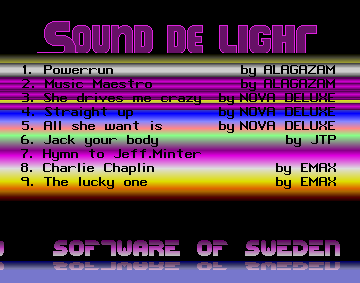 Sound de light
1. Powerrun by ALAGAZAM
2. Music Maestro by ALAGAZAM
3. She drives me crazy by NOVA DELUXE
4. Straight up by NOVA DELUXE
5. All she want is by NOVA DELUXE
6. Jack your body by JTP
7. Hymn to Jeff.Minter
8. Charlie Chaplin by EMAX
9. The lucky one by EMAX
SOFTWARE OF SWEDEN